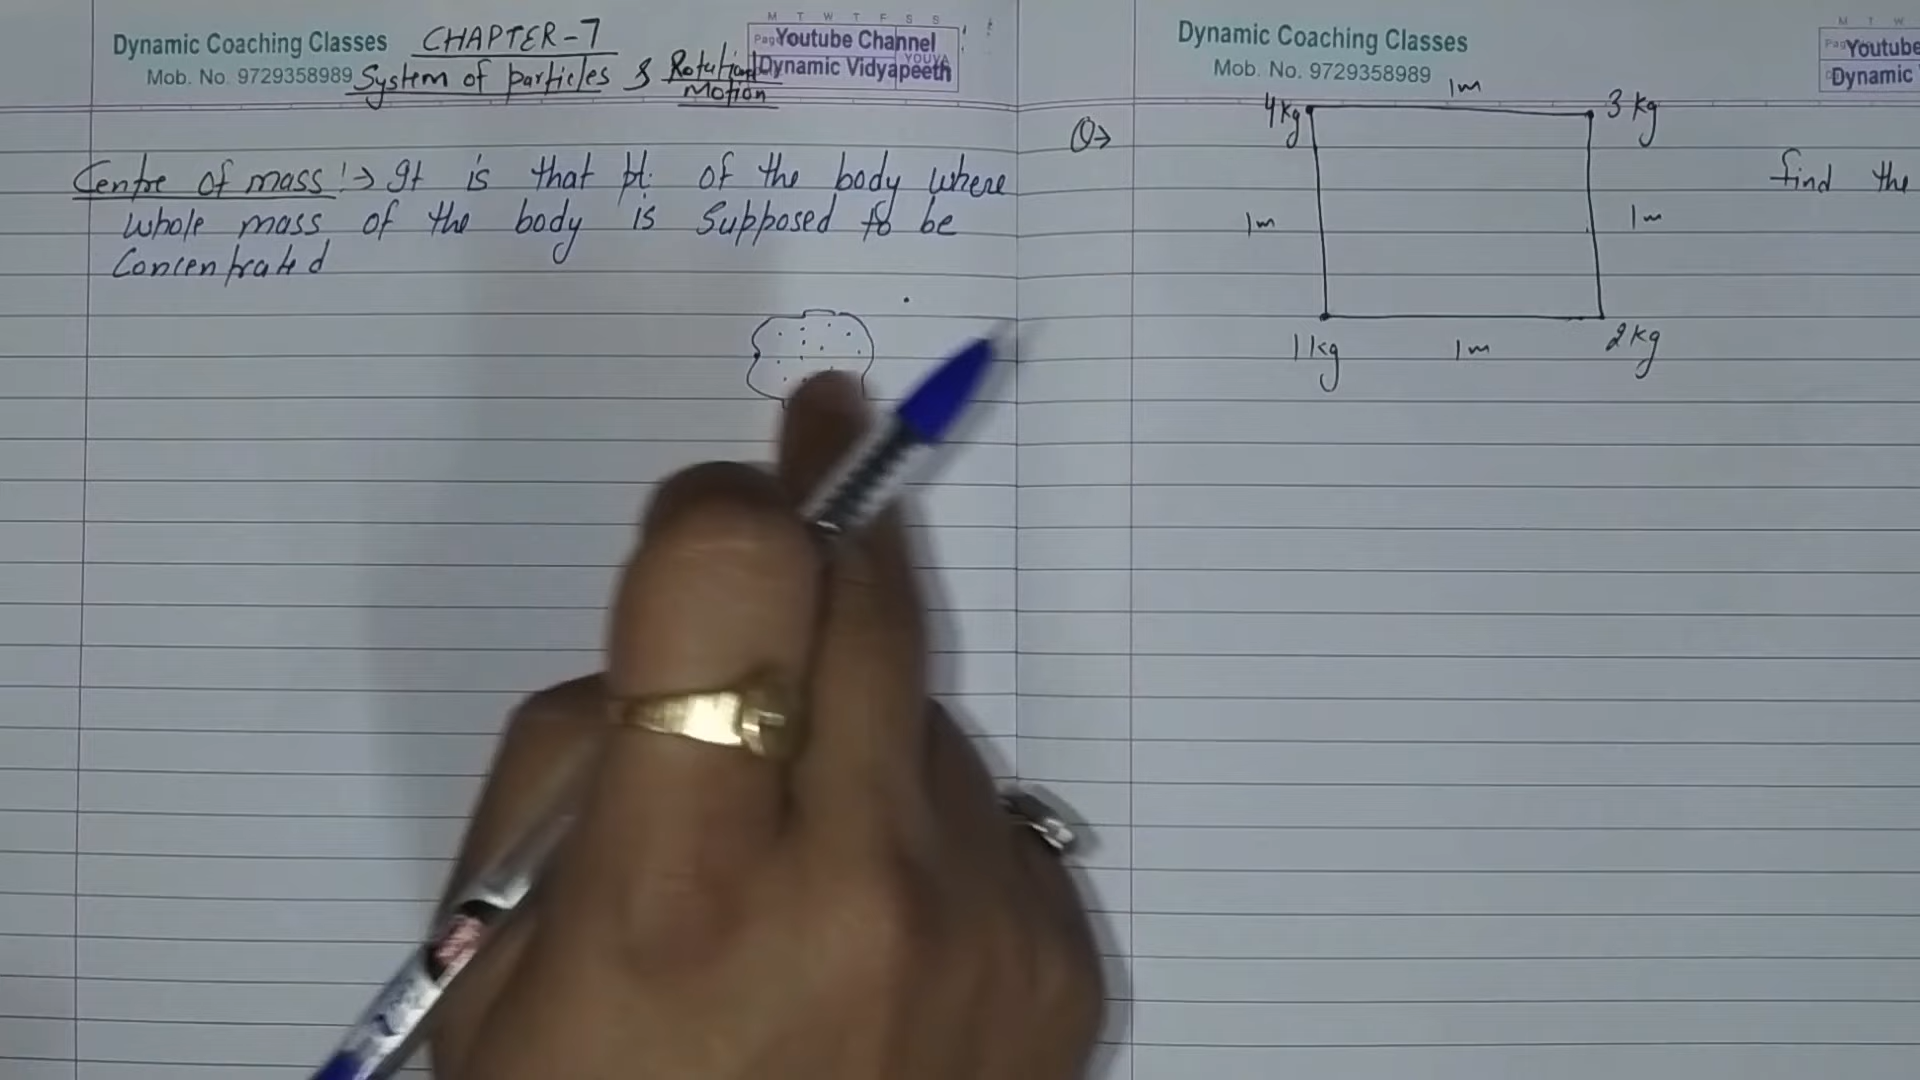 M T W T F S S
Dynamic Coaching Classes CHAPTER-7 Youtube Channel
Mob. No. 9729358989 System of particles & Rotational Dynamic Vidyapeeth
YOUVA
Motion
Centre of mass :→ It is that pt. of the body where
whole mass of the body is supposed to be
Concentrated
M T W
Dynamic Coaching Classes Youtube
Mob. No. 9729358989 Dynamic
1m
4kg 3 kg
Q→
find the
1m 1m
1kg 1m 2kg